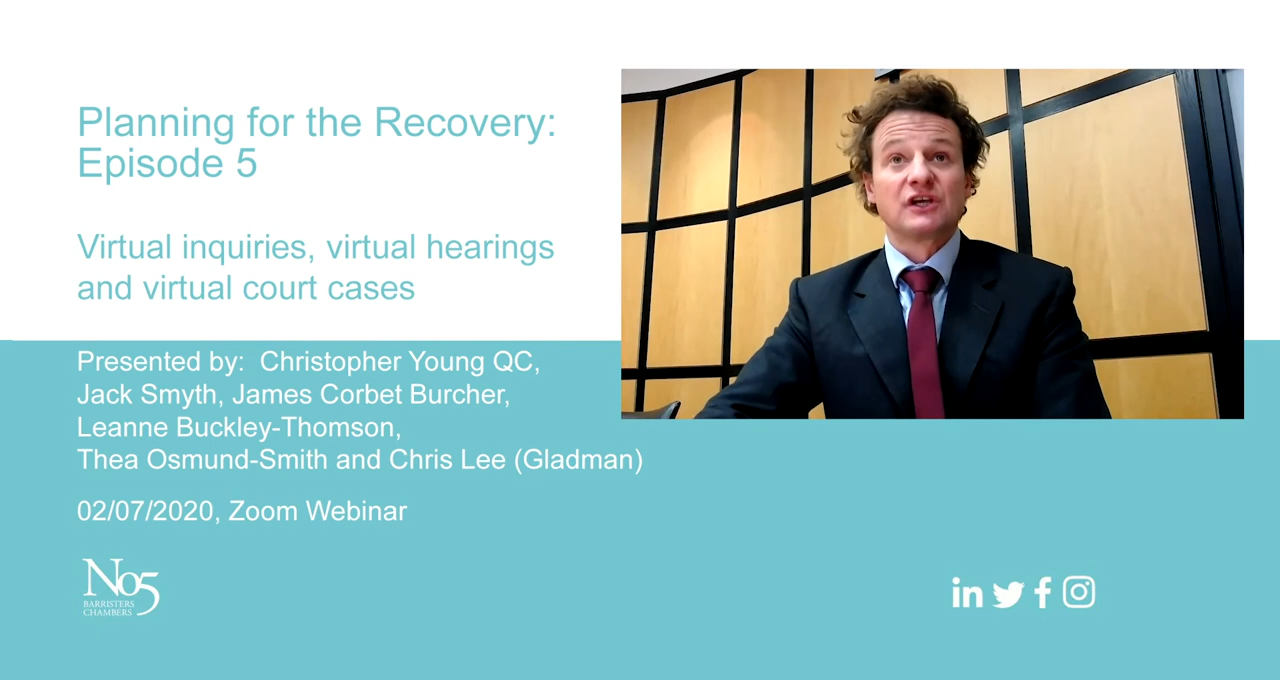 Planning for the Recovery:
Episode 5
Virtual inquiries, virtual hearings
and virtual court cases
Presented by:  Christopher Young QC,
Jack Smyth, James Corbet Burcher,
Leanne Buckley-Thomson,
Thea Osmund-Smith and Chris Lee (Gladman)
02/07/2020, Zoom Webinar
No5
BARRISTERS
CHAMBERS
in